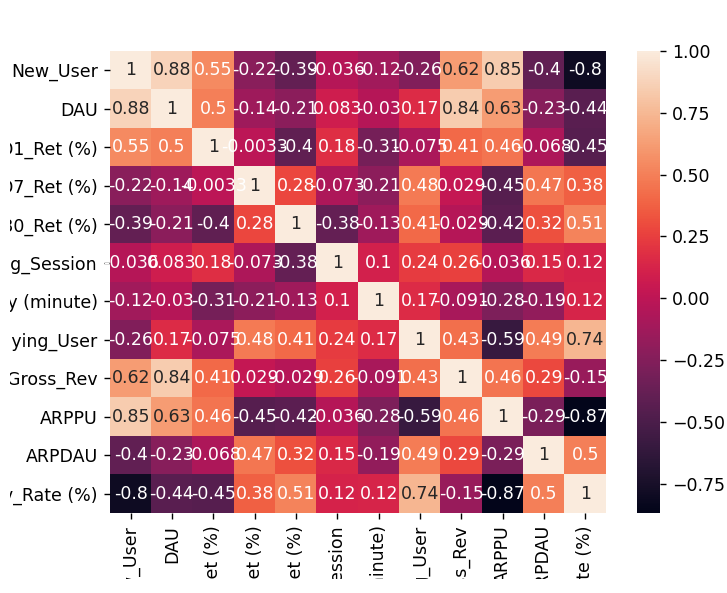 New_User 1 0.88 0.55 -0.22 -0.39 -0.036 -0.12 -0.26 0.62 0.85 -0.4 -0.8
DAU 0.88 1 0.5 -0.14 -0.21 0.083 -0.03 0.17 0.84 0.63 -0.23 -0.44
01_Ret (%) 0.55 0.5 1 -0.0033 -0.4 0.18 -0.31 -0.075 0.41 0.46 -0.068 -0.45
07_Ret (%) -0.22 -0.14 -0.0033 1 0.28 -0.073 -0.21 0.48 0.029 -0.45 0.47 0.38
30_Ret (%) -0.39 -0.21 -0.4 0.28 1 -0.38 -0.13 0.41 -0.029 -0.42 0.32 0.51
g_Session -0.036 0.083 0.18 -0.073 -0.38 1 0.1 0.24 0.26 -0.036 0.15 0.12
y (minute) -0.12 -0.03 -0.31 -0.21 -0.13 0.1 1 0.17 -0.091 -0.28 -0.19 0.12
ying_User -0.26 0.17 -0.075 0.48 0.41 0.24 0.17 1 0.43 -0.59 0.49 0.74
Gross_Rev 0.62 0.84 0.41 0.029 -0.029 0.26 -0.091 0.43 1 0.46 0.29 -0.15
ARPPU 0.85 0.63 0.46 -0.45 -0.42 -0.036 -0.28 -0.59 0.46 1 -0.29 -0.87
ARPDAU -0.4 -0.23 -0.068 0.47 0.32 0.15 -0.19 0.49 0.29 -0.29 1 0.5
y_Rate (%) -0.8 -0.44 -0.45 0.38 0.51 0.12 0.12 0.74 -0.15 -0.87 0.5 1
_User
DAU
et (%)
et (%)
et (%)
ession
inute)
_User
s_Rev
ARPPU
RPDAU
te (%)
1.00
0.75
0.50
0.25
0.00
-0.25
-0.50
-0.75